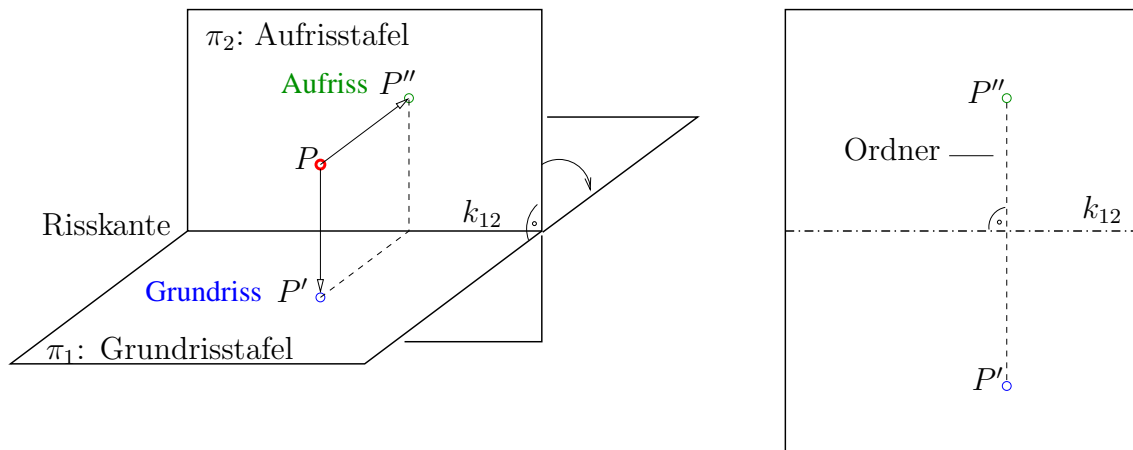 π₂: Aufrisstafel
Aufriss P″
P
k₁₂
Risskante
Grundriss P′
π₁: Grundrisstafel
P″
Ordner
k₁₂
P′